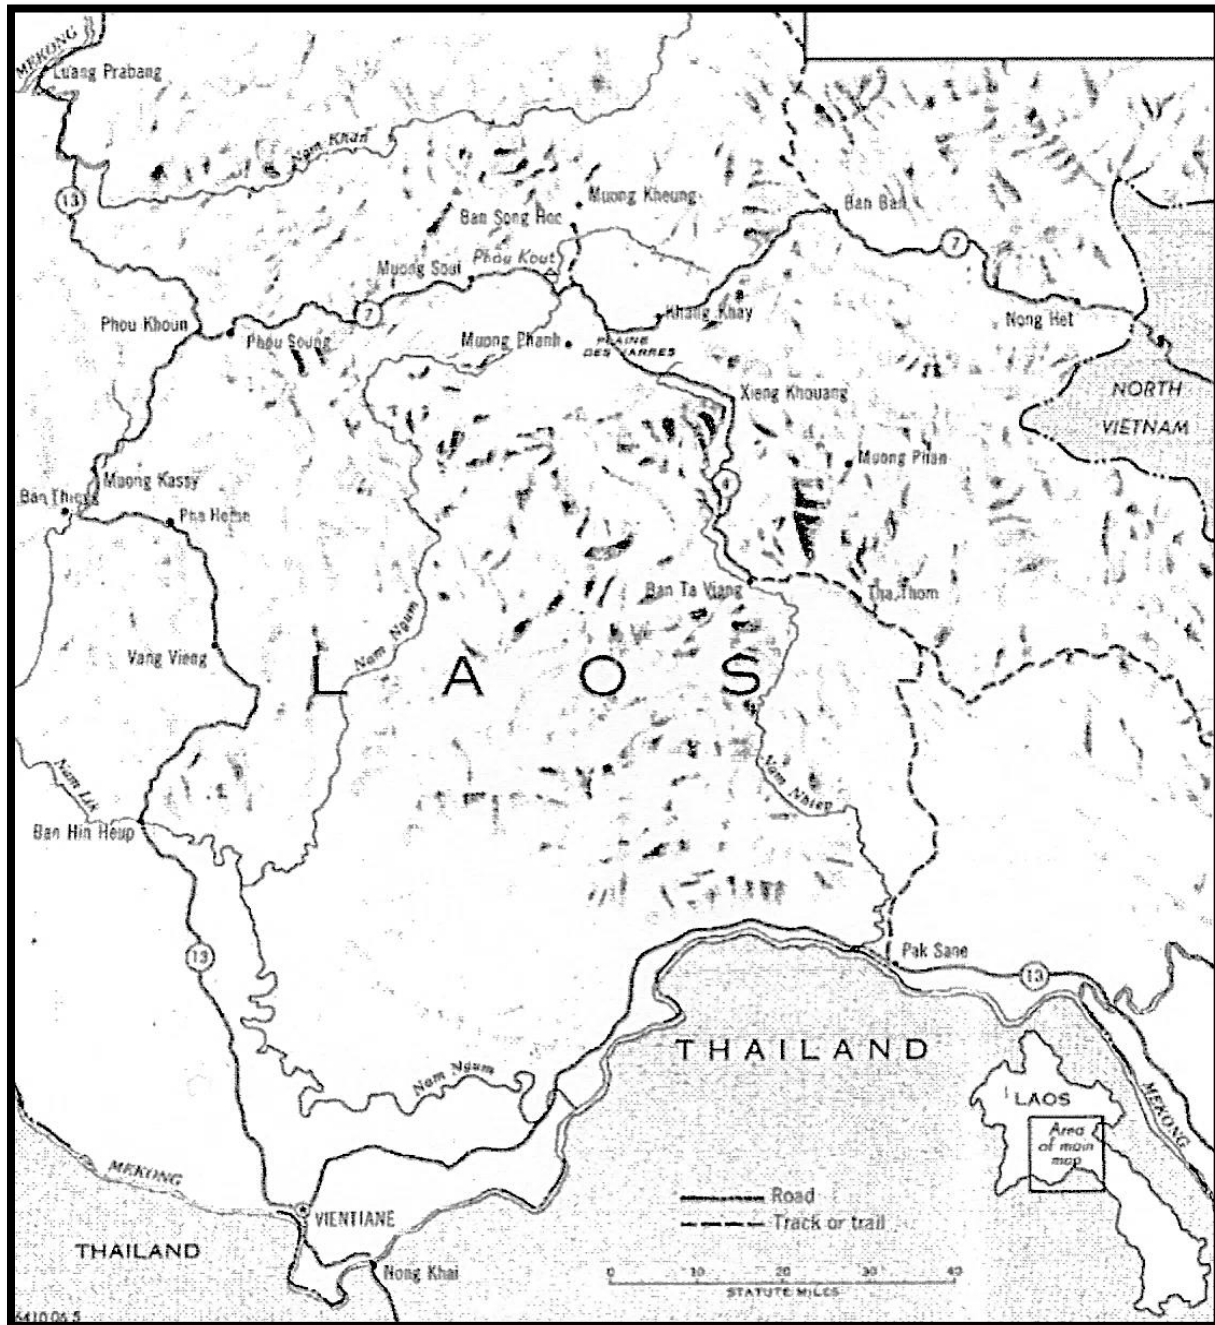 MEKONG
Luang Prabang
Nam Khan
13
Muong Kheung
Ban Ban
Ban Song Hoc
7
Phou Kout
Muong Soui
Phou Khoun
7
Phou Soung
Khang Khay
Nong Het
Muong Phanh
PLAINE
DES JARRES
NORTH
VIETNAM
Xieng Khouang
Muong Phan
Muong Kassy
4
Pha Home
Ban Ta Viang
Tha Thom
Nam Ngum
Vang Vieng
LAOS
Nam Lik
Nam Nhiep
Ban Hin Heup
13
Pak Sane
13
THAILAND
Nam Ngum
MEKONG
LAOS
Area
of main
map
MEKONG
Road
Track or trail
VIENTIANE
THAILAND
Nong Khai
0 10 20 30 40
STATUTE MILES